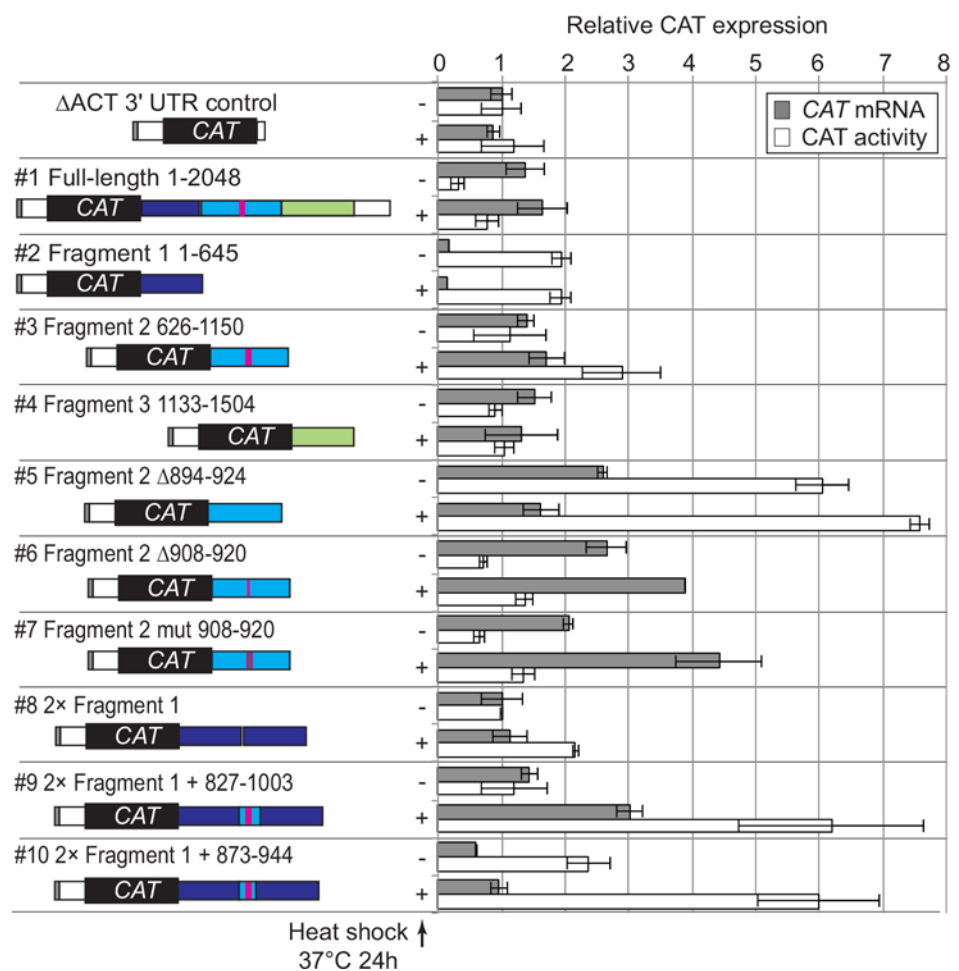 Relative CAT expression
0 1 2 3 4 5 6 7 8
CAT mRNA
CAT activity
ΔACT 3' UTR control
CAT
-
+
#1 Full-length 1-2048
CAT
-
+
#2 Fragment 1 1-645
CAT
-
+
#3 Fragment 2 626-1150
CAT
-
+
#4 Fragment 3 1133-1504
CAT
-
+
#5 Fragment 2 Δ894-924
CAT
-
+
#6 Fragment 2 Δ908-920
CAT
-
+
#7 Fragment 2 mut 908-920
CAT
-
+
#8 2× Fragment 1
CAT
-
+
#9 2× Fragment 1 + 827-1003
CAT
-
+
#10 2× Fragment 1 + 873-944
CAT
-
+
Heat shock ↑
37°C 24h